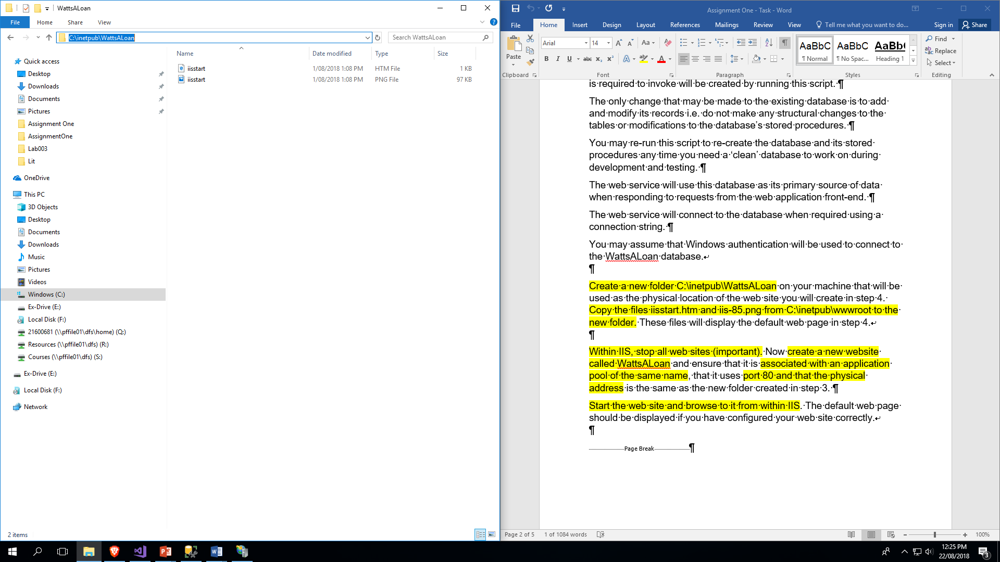 WattsALoan
File
Home
Share
View
C:\inetpub\WattsALoan
Search WattsALoan
Name
Date modified
Type
Size
iisstart
1/08/2018 1:08 PM
HTM File
1 KB
iisstart
1/08/2018 1:08 PM
PNG File
97 KB
Quick access
Desktop
Downloads
Documents
Pictures
Assignment One
AssignmentOne
Lab003
Lit
OneDrive
This PC
3D Objects
Desktop
Documents
Downloads
Music
Pictures
Videos
Windows (C:)
Ex-Drive (E:)
Local Disk (F:)
21600681 (\\pffile01\dfs\home) (Q:)
Resources (\\pffile01\dfs) (R:)
Courses (\\pffile01\dfs) (S:)
Ex-Drive (E:)
Local Disk (F:)
Network
2 items
Assignment One - Task - Word
File
Home
Insert
Design
Layout
References
Mailings
Review
View
Tell me what you want to do...
Sign in
Share
Paste
Clipboard
Arial
14
Font
Paragraph
AaBbC
¶ Normal
AaBbC
¶ No Spac...
AaBb(
Heading 1
Styles
Find
Replace
Select
Editing
is required to invoke will be created by running this script. ¶
The only change that may be made to the existing database is to add
and modify its records i.e. do not make any structural changes to the
tables or modifications to the database's stored procedures. ¶
You may re-run this script to re-create the database and its stored
procedures any time you need a ‘clean’ database to work on during
development and testing. ¶
The web service will use this database as its primary source of data
when responding to requests from the web application front-end. ¶
The web service will connect to the database when required using a
connection string. ¶
You may assume that Windows authentication will be used to connect to
the WattsALoan database.
¶
Create a new folder C:\inetpub\WattsALoan on your machine that will be
used as the physical location of the web site you will create in step 4.
Copy the files iisstart.htm and iis-85.png from C:\inetpub\wwwroot to the
new folder. These files will display the default web page in step 4.
¶
Within IIS, stop all web sites (important). Now create a new website
called WattsALoan and ensure that it is associated with an application
pool of the same name, that it uses port 80 and that the physical
address is the same as the new folder created in step 3. ¶
Start the web site and browse to it from within IIS. The default web page
should be displayed if you have configured your web site correctly.
¶
Page Break ¶
Page 2 of 5
1 of 1084 words
100%
12:25 PM
22/08/2018
3